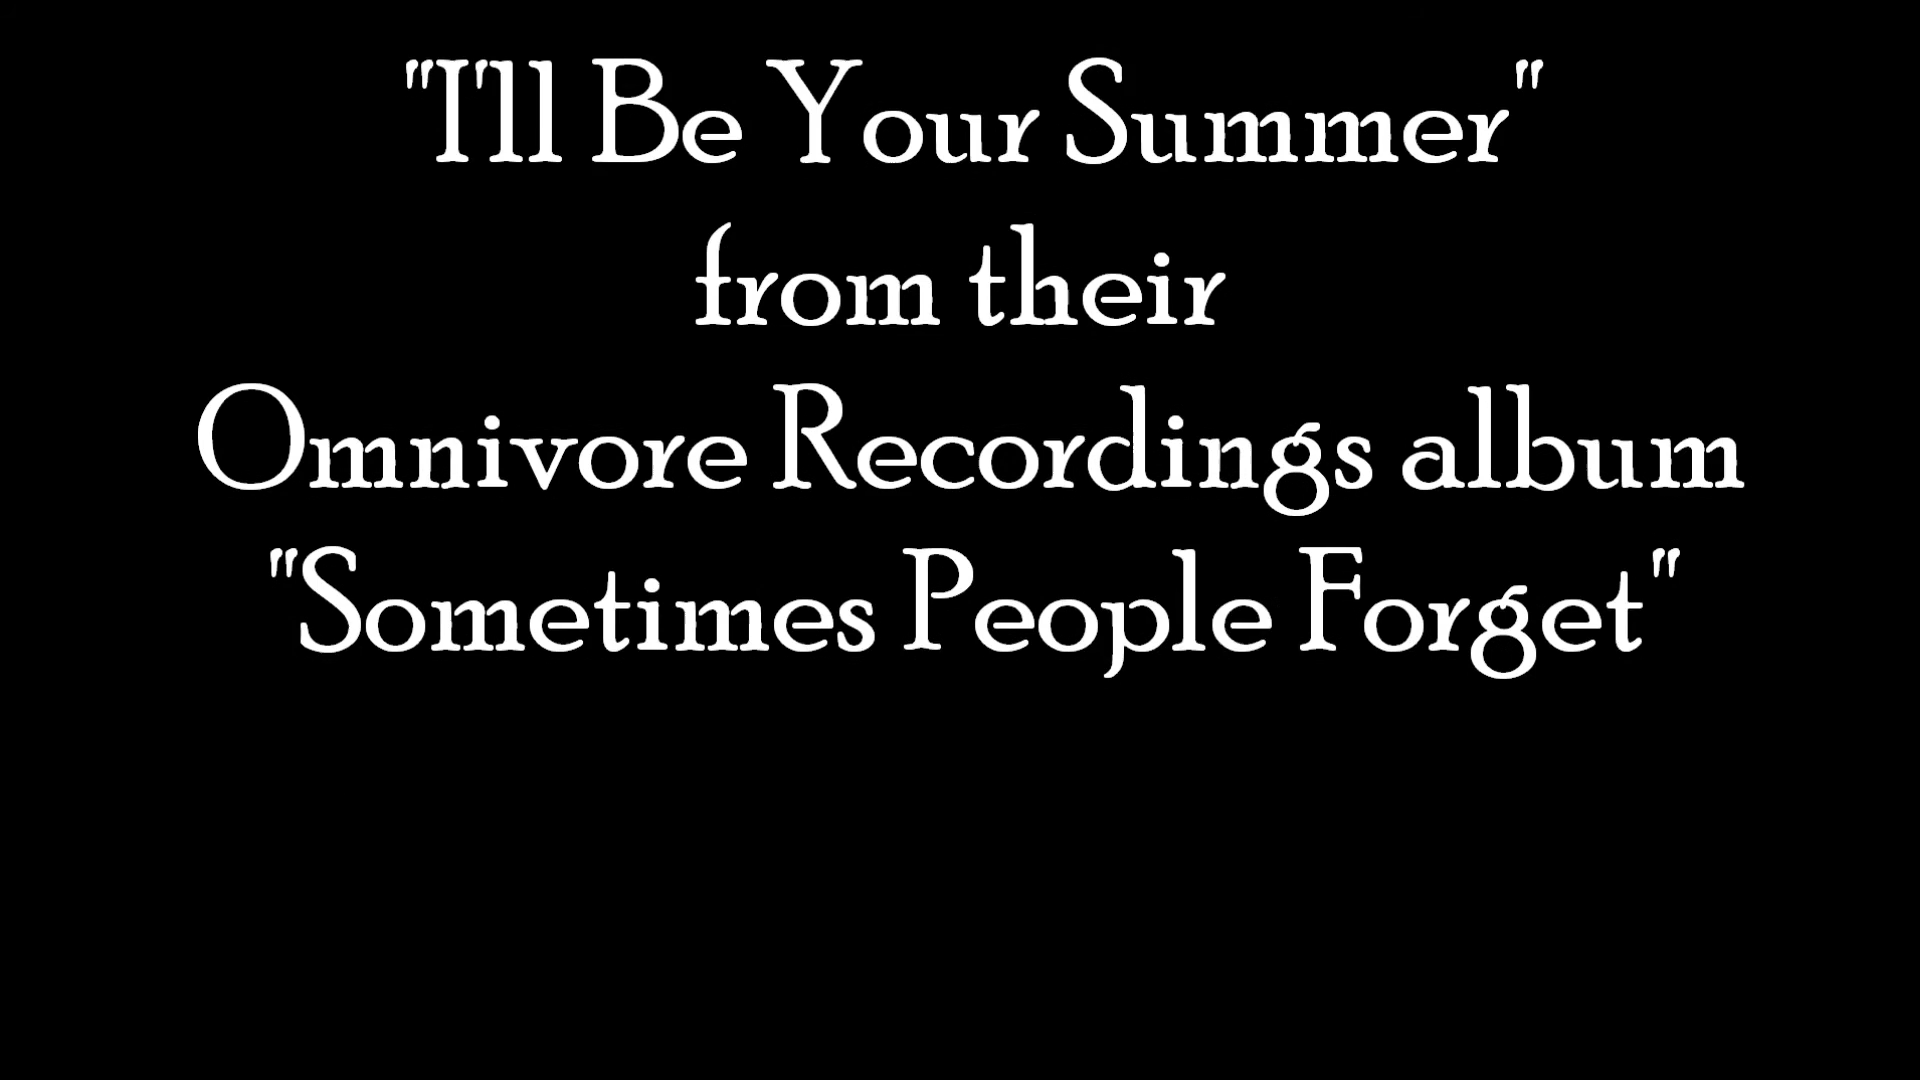 "I'll Be Your Summer"
from their
Omnivore Recordings album
"Sometimes People Forget"